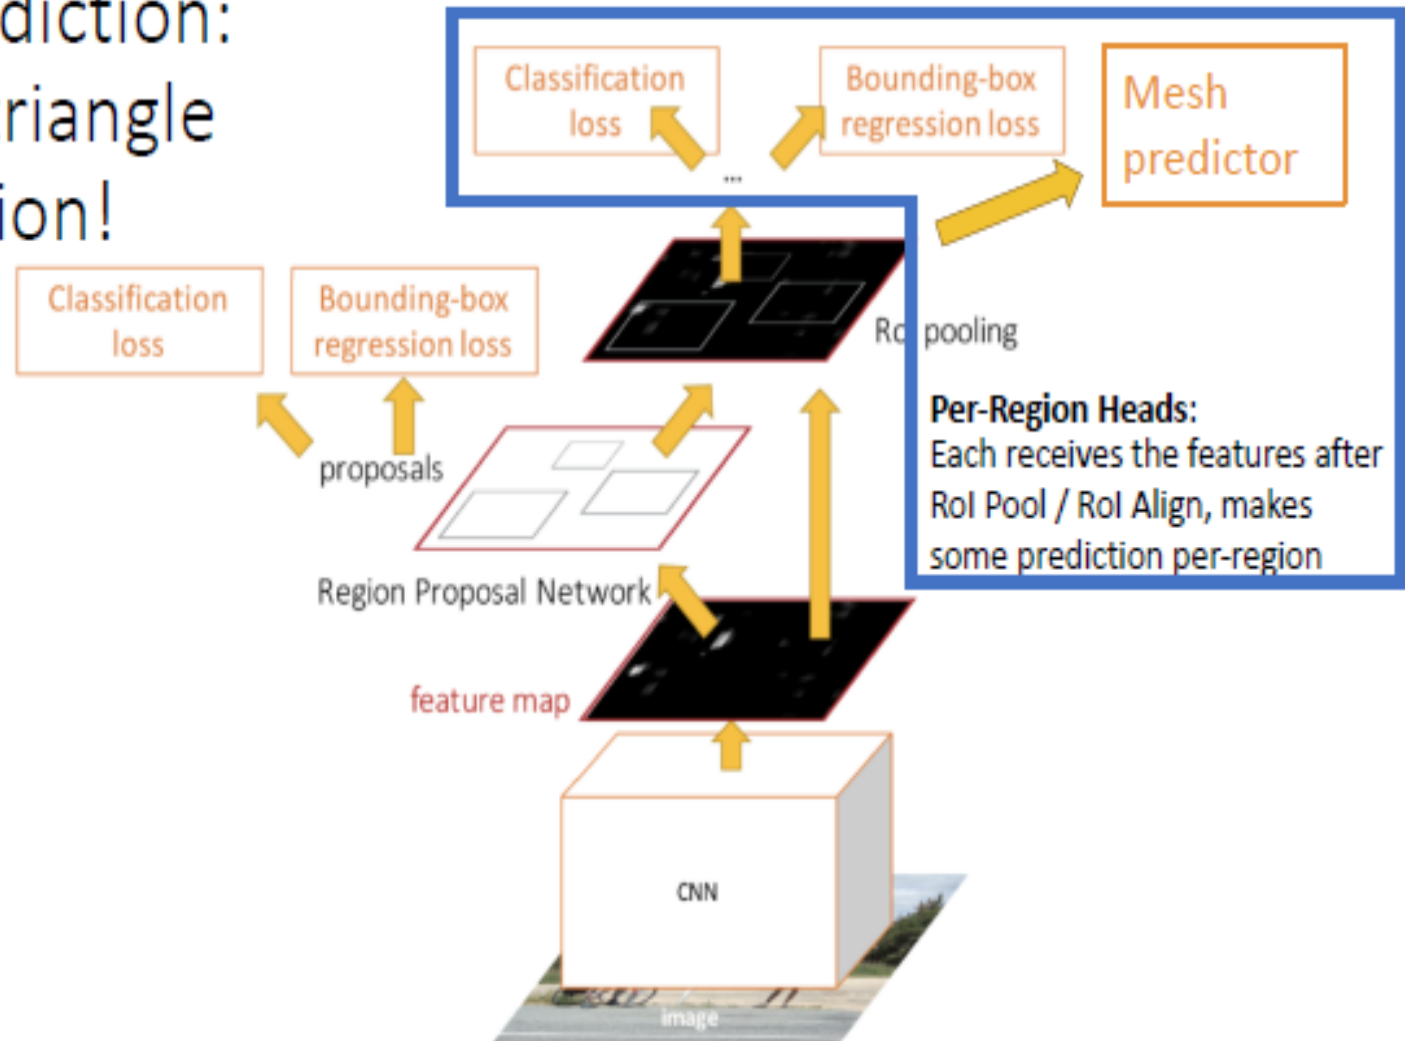 diction:
riangle
ion!
Classification
loss
Bounding-box
regression loss
Mesh
predictor
...
Classification
loss
Bounding-box
regression loss
RoI pooling
Per-Region Heads:
Each receives the features after
RoI Pool / RoI Align, makes
some prediction per-region
proposals
Region Proposal Network
feature map
CNN
image